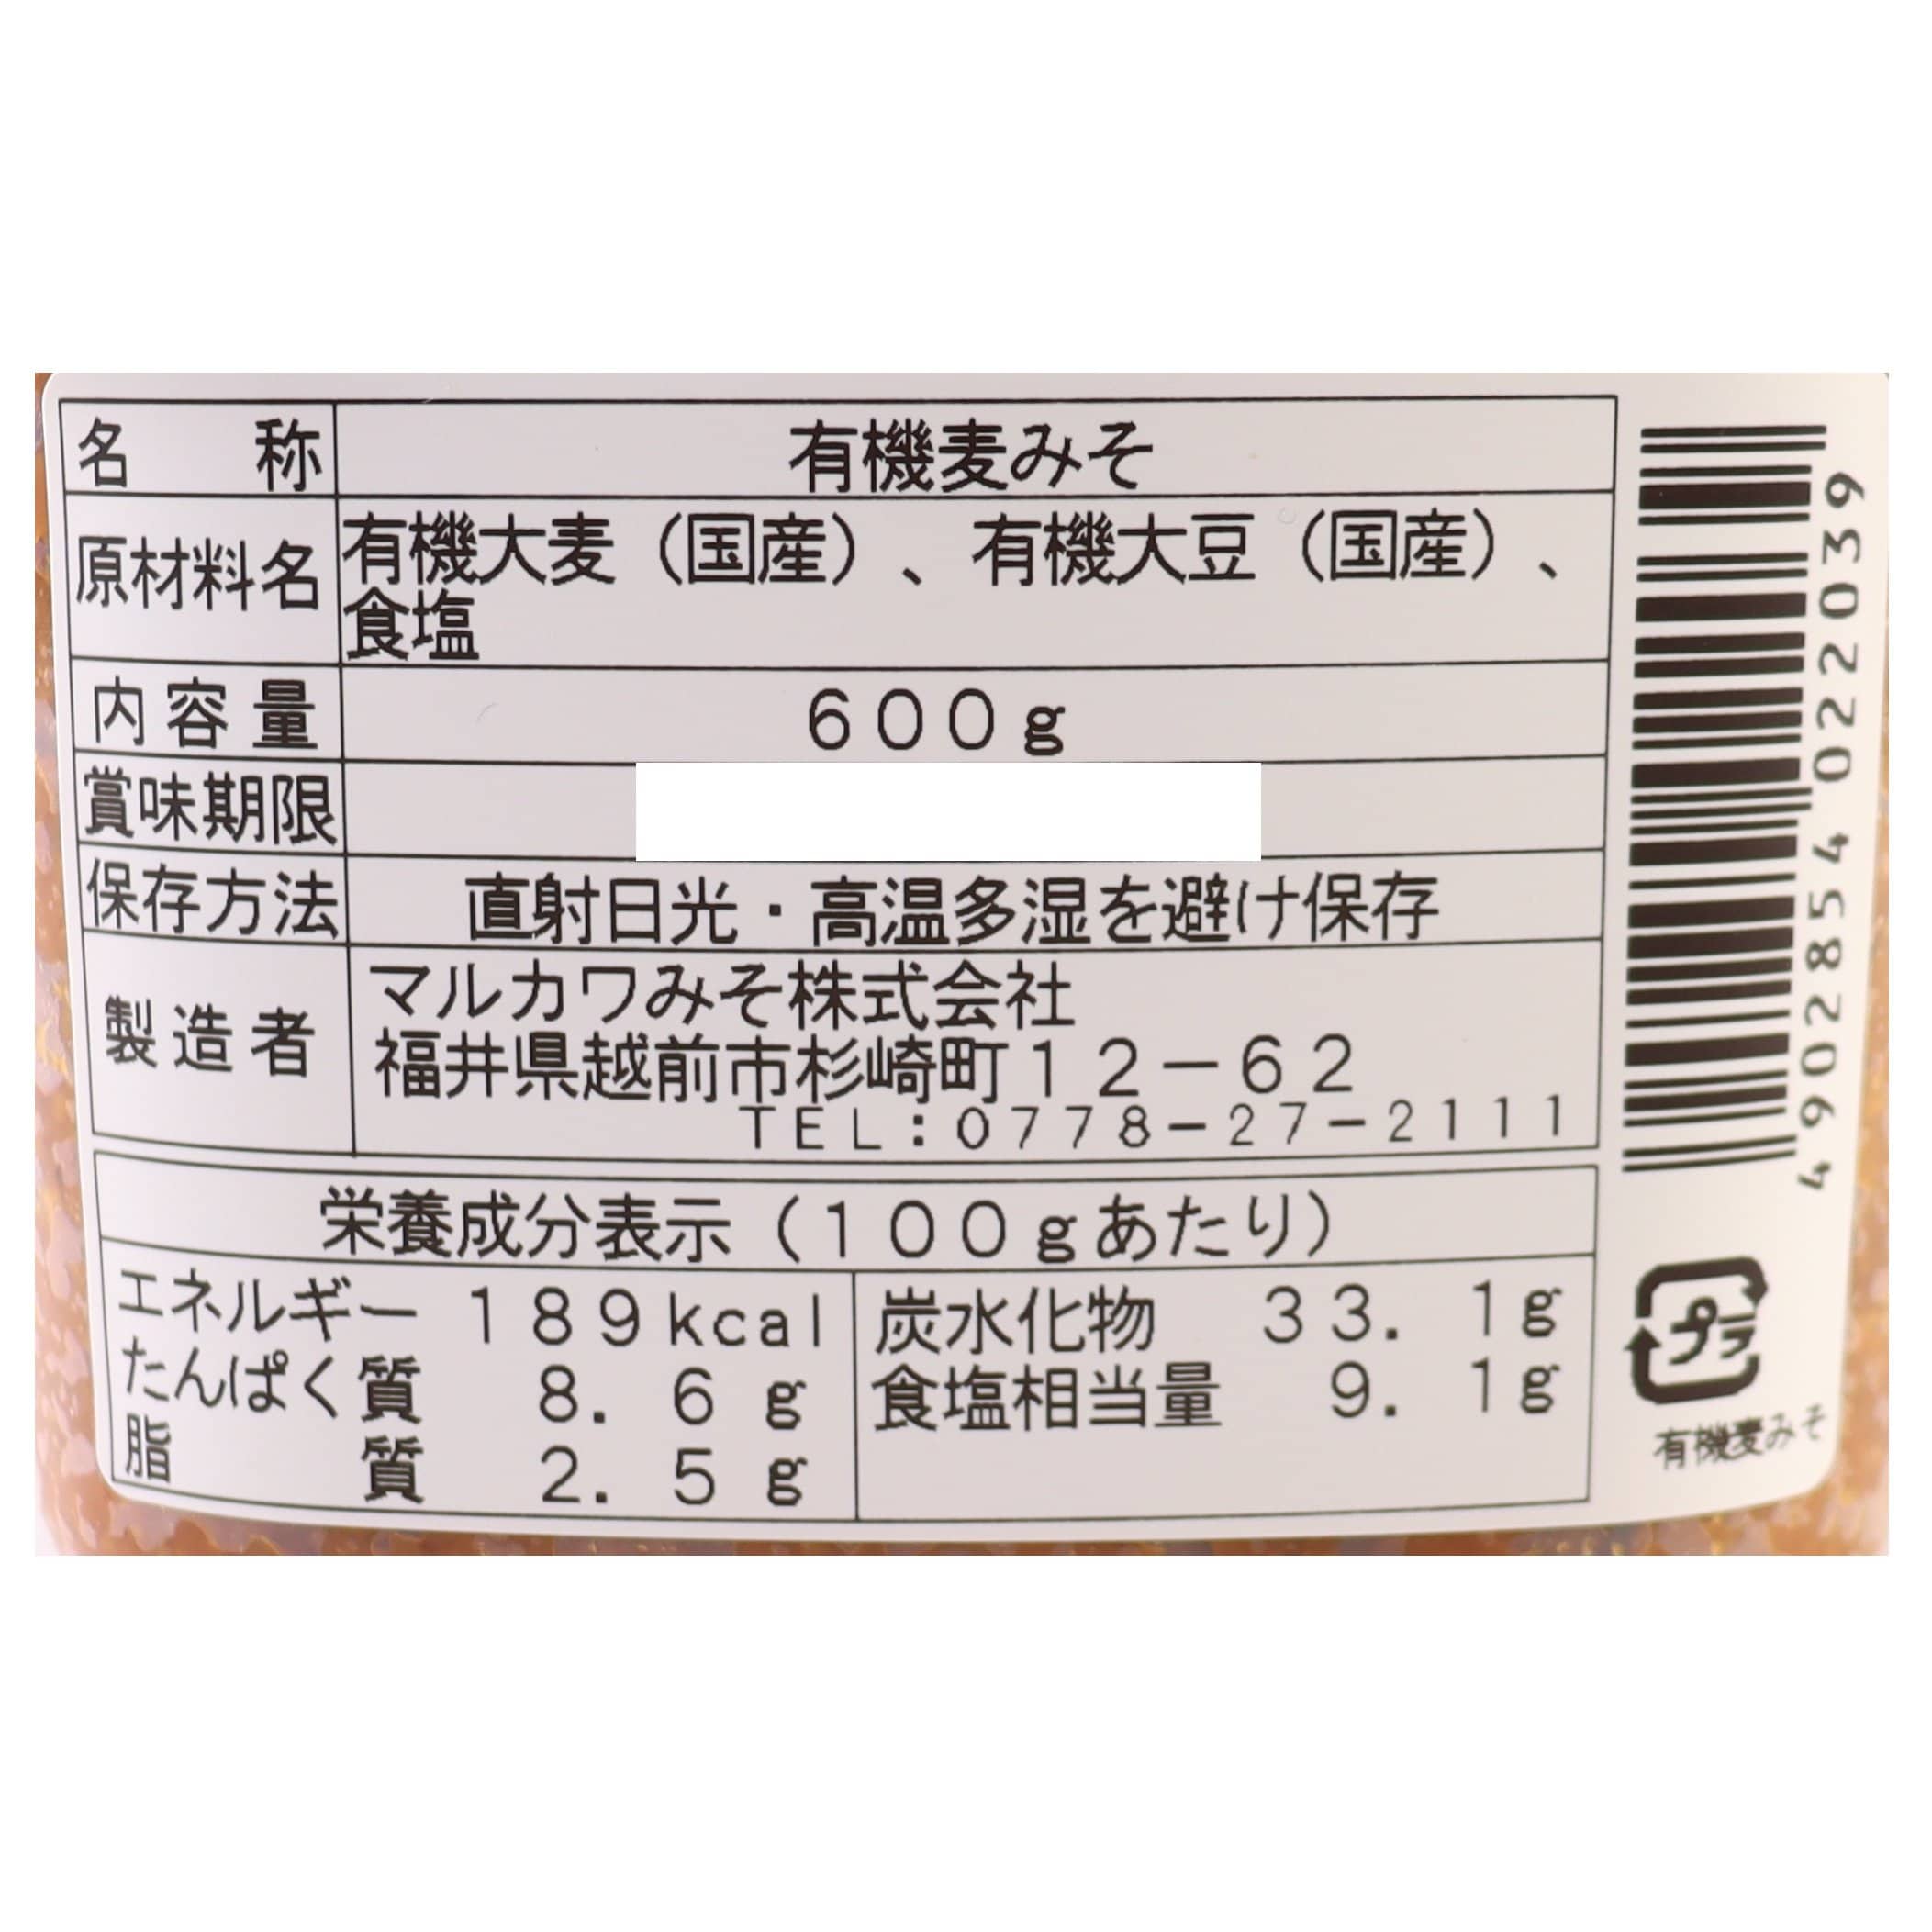 名称 有機麦みそ
原材料名 有機大麦（国産）、有機大豆（国産）、
食塩
内容量 600g
賞味期限
保存方法 直射日光・高温多湿を避け保存
製造者 マルカワみそ株式会社
福井県越前市杉崎町12-62
TEL:0778-27-2111
栄養成分表示（100gあたり）
エネルギー 189kcal 炭水化物 33.1g
たんぱく質 8.6g 食塩相当量 9.1g
脂質 2.5g
4902854022039
プラ
有機麦みそ